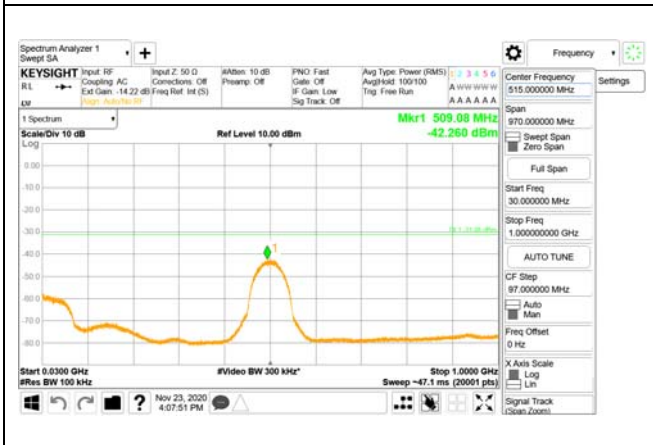 Spectrum Analyzer 1
Swept SA
+
Frequency
KEYSIGHT
RL
Input: RF
Coupling: AC
Ext Gain: -14.22 dB
Align: Auto/No RF
Input Z: 50 Ω
Corrections: Off
Freq Ref: Int (S)
#Atten: 10 dB
Preamp: Off
PNO: Fast
Gate: Off
IF Gain: Low
Sig Track: Off
Avg Type: Power (RMS)
Avg|Hold: 100/100
Trig: Free Run
1 2 3 4 5 6
A W W W W W
A A A A A A
Center Frequency
515.000000 MHz
Settings
Span
970.000000 MHz
Swept Span
Zero Span
Full Span
Start Freq
30.000000 MHz
Stop Freq
1.000000000 GHz
AUTO TUNE
CF Step
97.000000 MHz
Auto
Man
Freq Offset
0 Hz
X Axis Scale
Log
Lin
Signal Track
(Span Zoom)
1 Spectrum
Scale/Div 10 dB
Log
Ref Level 10.00 dBm
Mkr1 509.08 MHz
-42.260 dBm
0.00
-10.0
-20.0
-30.0
-40.0
-50.0
-60.0
-70.0
-80.0
1
Start 0.0300 GHz
#Res BW 100 kHz
#Video BW 300 kHz*
Stop 1.0000 GHz
Sweep ~47.1 ms (20001 pts)
?
Nov 23, 2020
4:07:51 PM